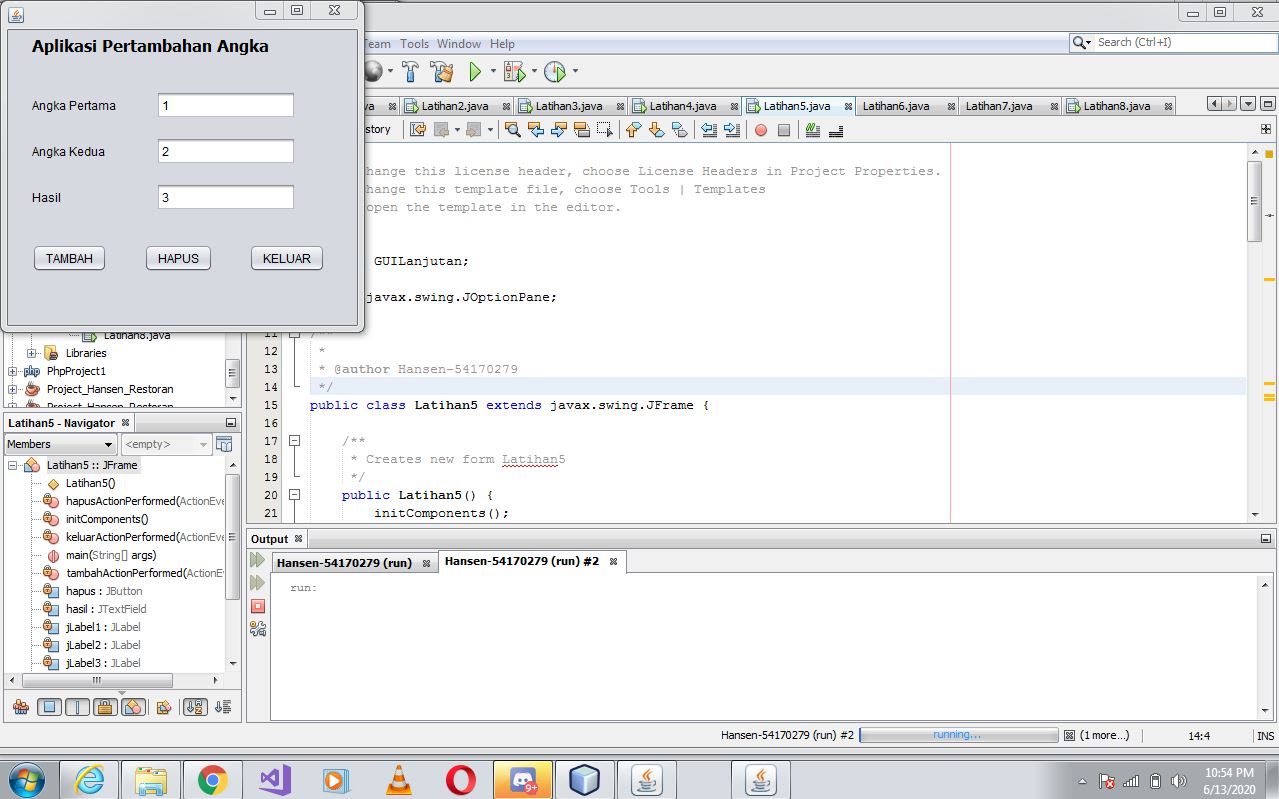 Aplikasi Pertambahan Angka
Angka Pertama
1
Angka Kedua
2
Hasil
3
TAMBAH
HAPUS
KELUAR
Team Tools Window Help
Search (Ctrl+I)
Latihan2.java
Latihan3.java
Latihan4.java
Latihan5.java
Latihan6.java
Latihan7.java
Latihan8.java
story
hange this license header, choose License Headers in Project Properties.
hange this template file, choose Tools | Templates
open the template in the editor.
GUILanjutan;
javax.swing.JOptionPane;
11 /**
12 *
13 * @author Hansen-54170279
14 */
15 public class Latihan5 extends javax.swing.JFrame {
16
17 /**
18 * Creates new form Latihan5
19 */
20 public Latihan5() {
21 initComponents();
Latihan8.java
Libraries
PhpProject1
Project_Hansen_Restoran
Project_Hansen_Restoran
Latihan5 - Navigator
Members
<empty>
Latihan5 :: JFrame
Latihan5()
hapusActionPerformed(ActionEve
initComponents()
keluarActionPerformed(ActionEve
main(String[] args)
tambahActionPerformed(ActionE
hapus : JButton
hasil : JTextField
jLabel1 : JLabel
jLabel2 : JLabel
jLabel3 : JLabel
Output
Hansen-54170279 (run)
Hansen-54170279 (run) #2
run:
Hansen-54170279 (run) #2
running...
(1 more...)
14:4
INS
9+
10:54 PM
6/13/2020